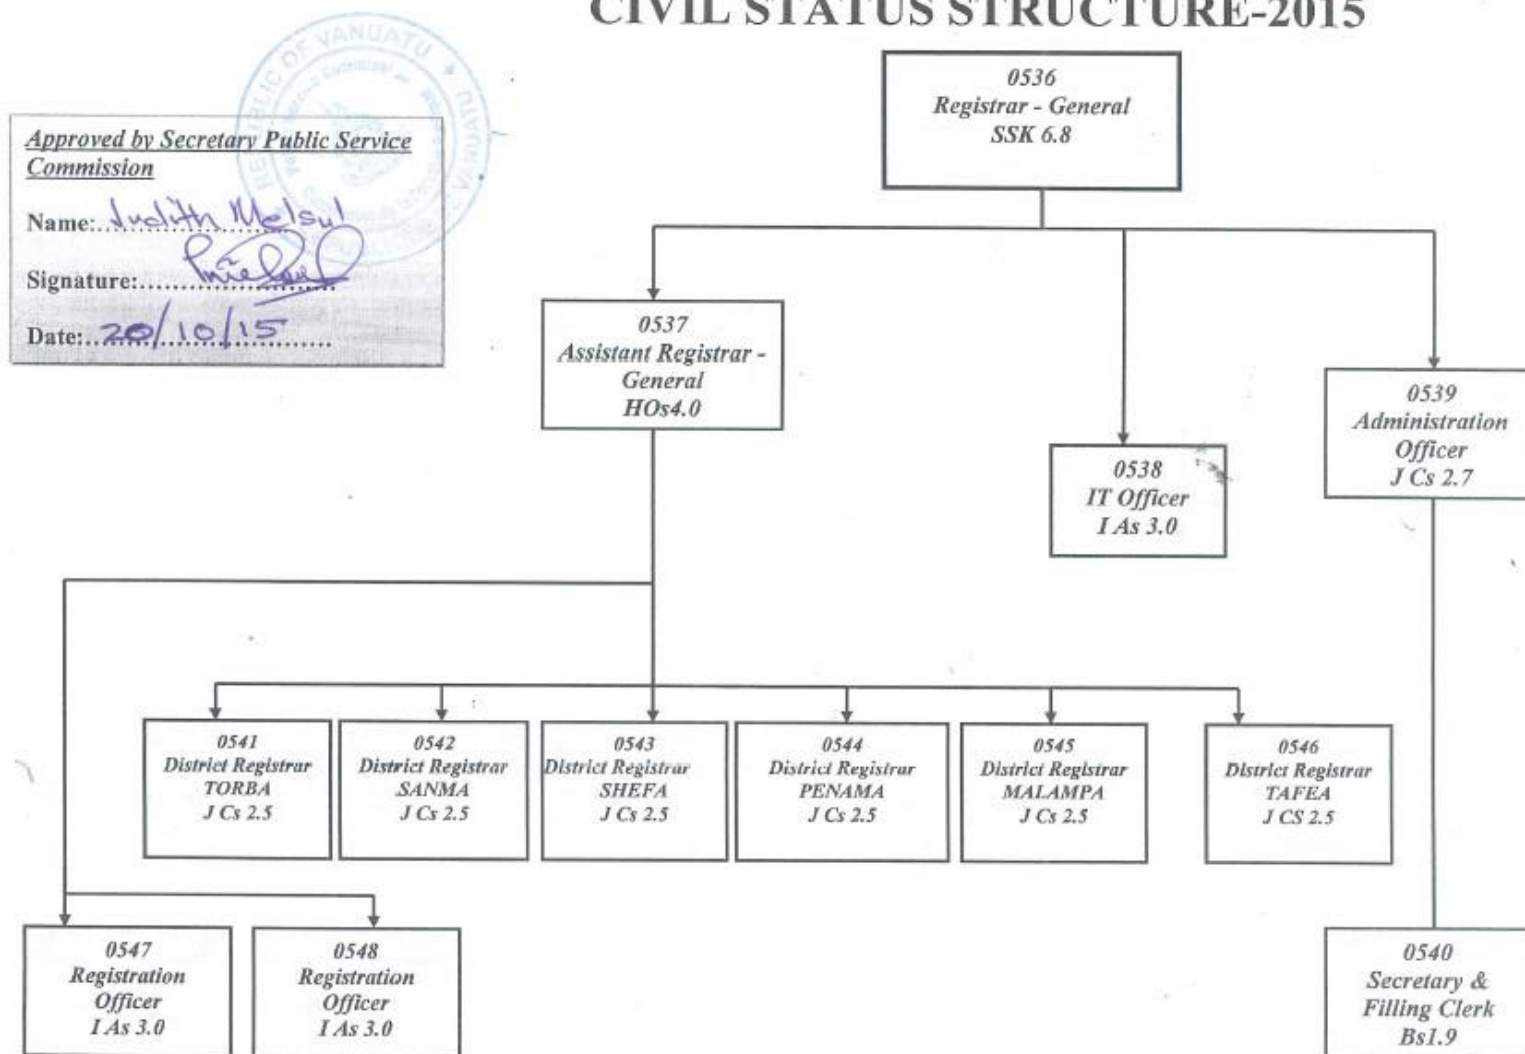 CIVIL STATUS STRUCTURE-2015
REPUBLIC OF VANUATU
Approved by Secretary Public Service
Commission
Name: Judith Melsul
Signature:
Date: 20/10/15
0536
Registrar - General
SSK 6.8
0537
Assistant Registrar -
General
HOs4.0
0538
IT Officer
I As 3.0
0539
Administration
Officer
J Cs 2.7
0541
District Registrar
TORBA
J Cs 2.5
0542
District Registrar
SANMA
J Cs 2.5
0543
District Registrar
SHEFA
J Cs 2.5
0544
District Registrar
PENAMA
J Cs 2.5
0545
District Registrar
MALAMPA
J Cs 2.5
0546
District Registrar
TAFEA
J CS 2.5
0547
Registration
Officer
I As 3.0
0548
Registration
Officer
I As 3.0
0540
Secretary &
Filling Clerk
Bs1.9